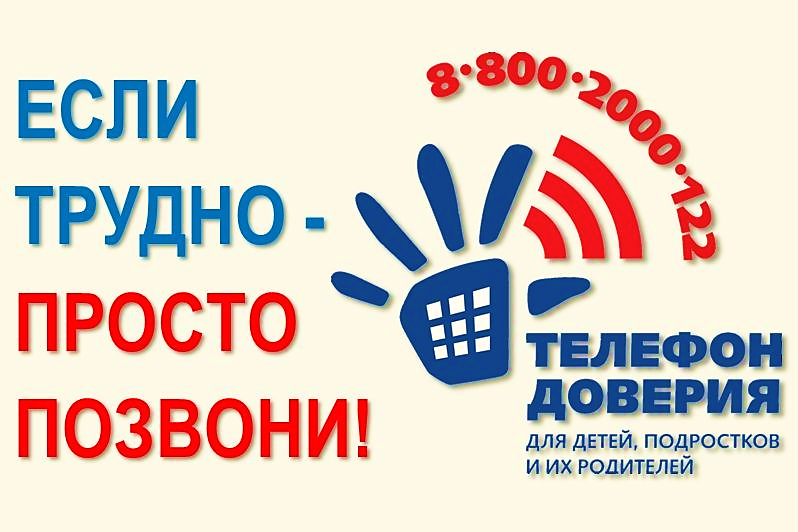 ЕСЛИ
ТРУДНО -
ПРОСТО
ПОЗВОНИ!
8·800·2000·122
ТЕЛЕФОН
ДОВЕРИЯ
ДЛЯ ДЕТЕЙ, ПОДРОСТКОВ
И ИХ РОДИТЕЛЕЙ